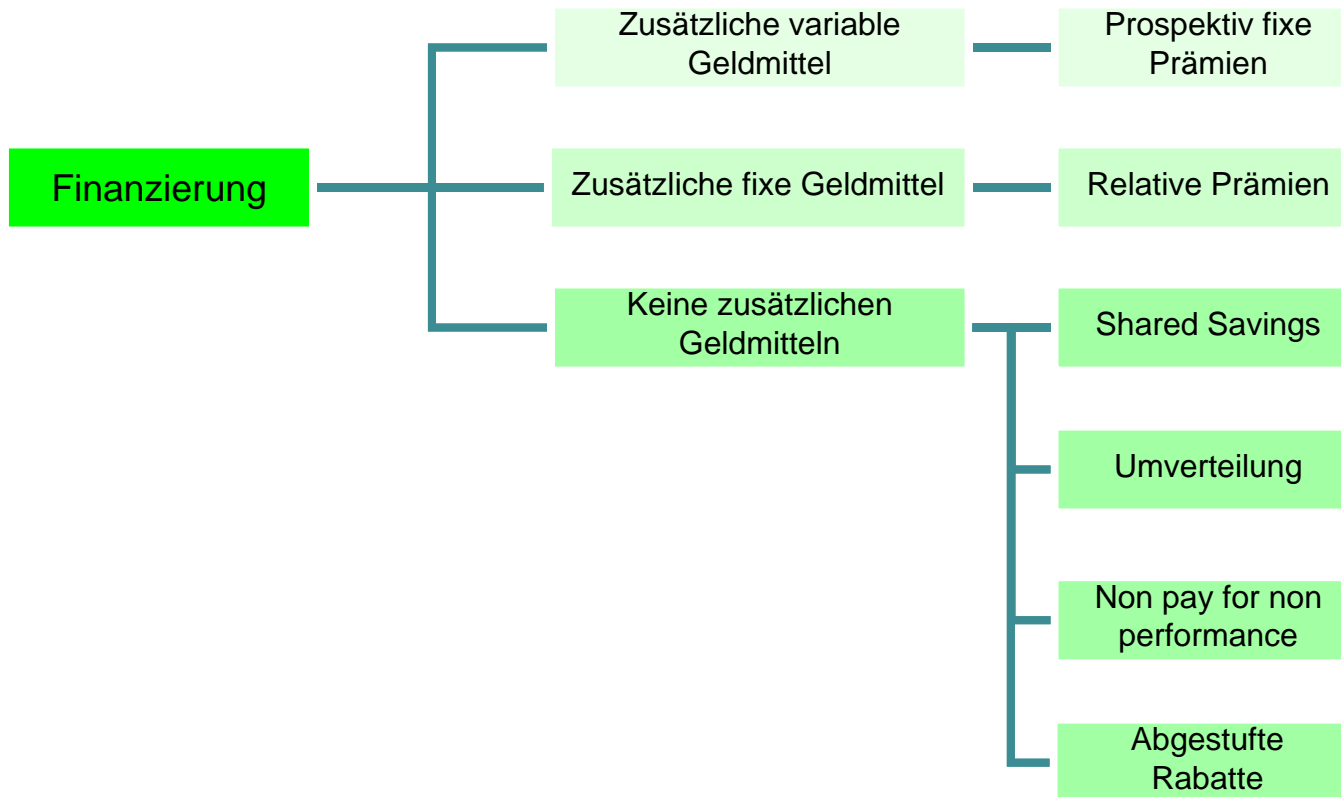 Zusätzliche variable
Geldmittel
Prospektiv fixe
Prämien
Finanzierung
Zusätzliche fixe Geldmittel
Relative Prämien
Keine zusätzlichen
Geldmitteln
Shared Savings
Umverteilung
Non pay for non
performance
Abgestufte
Rabatte